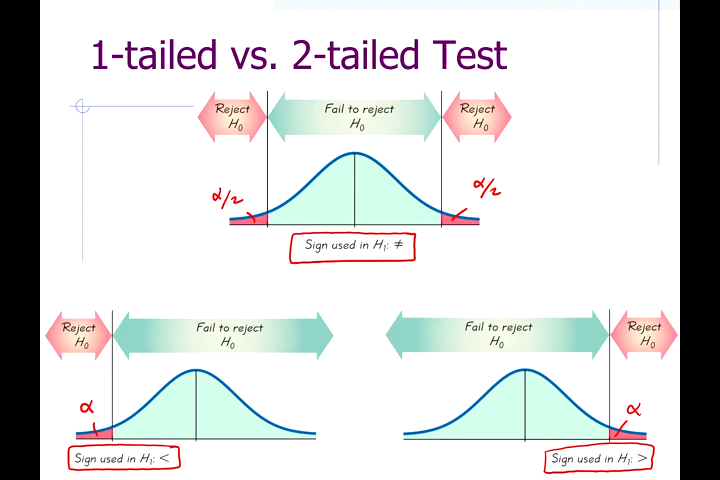 1-tailed vs. 2-tailed Test
Reject
H₀
Fail to reject
H₀
Reject
H₀
α/2
α/2
Sign used in H₁: ≠
Reject
H₀
Fail to reject
H₀
Fail to reject
H₀
Reject
H₀
α
α
Sign used in H₁: <
Sign used in H₁: >